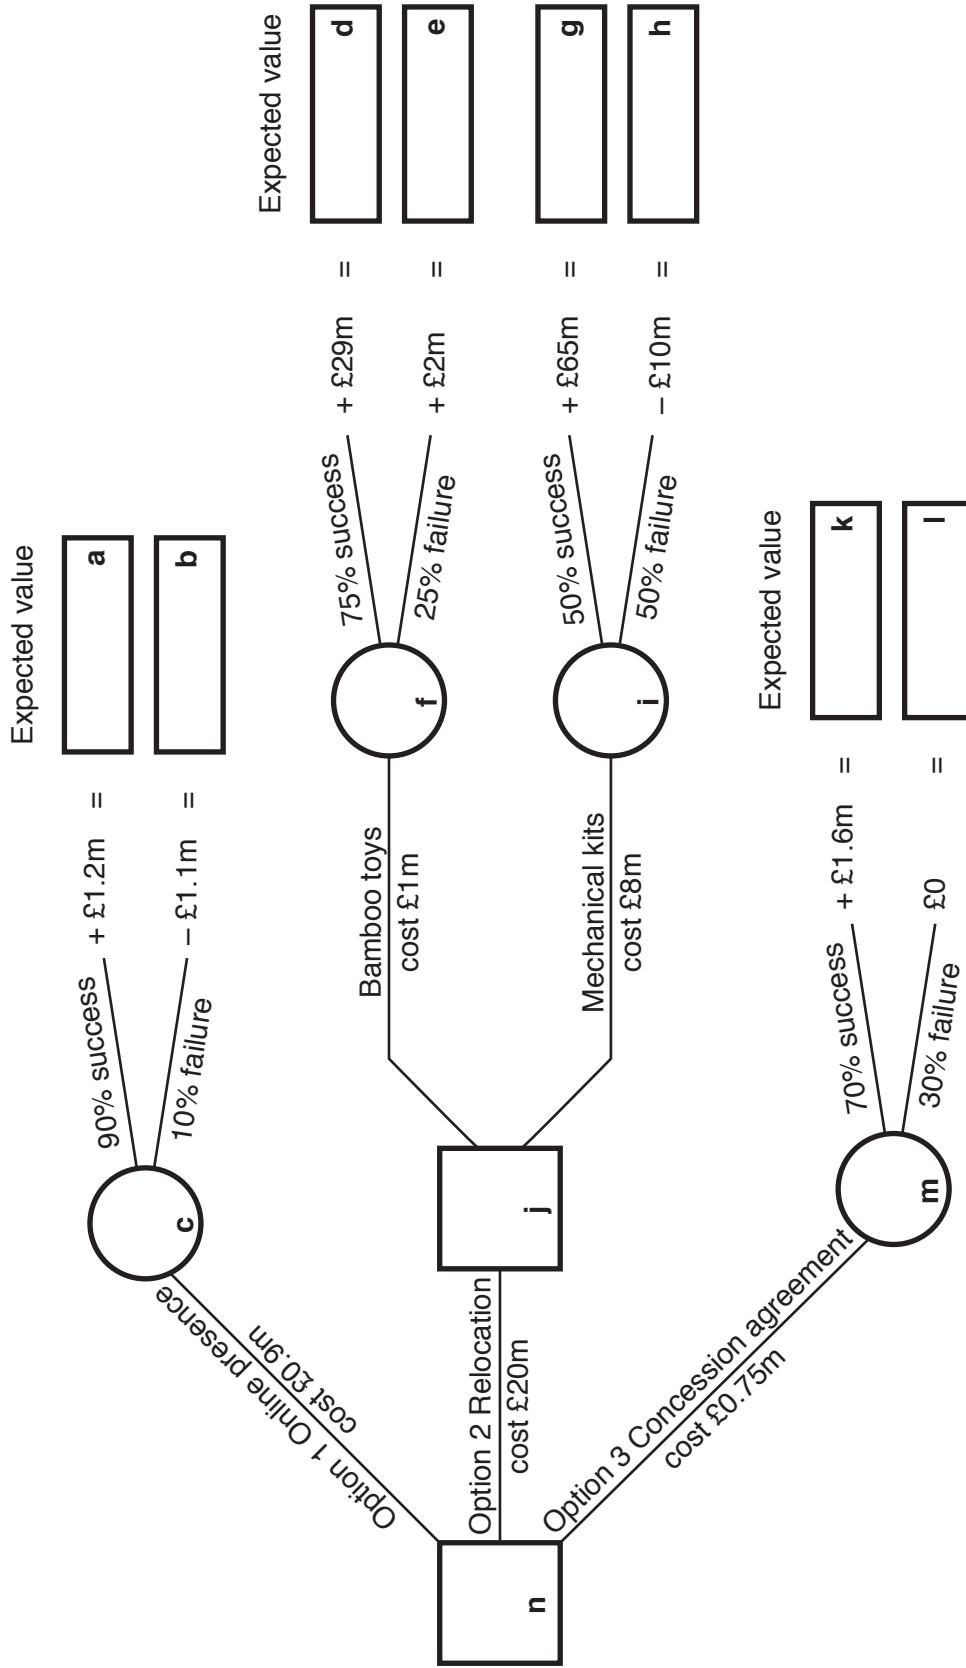 Expected value
90% success
+ £1.2m
=
a
10% failure
– £1.1m
=
b
c
Option 1 Online presence
cost £0.9m
Expected value
75% success
+ £29m
=
d
25% failure
+ £2m
=
e
f
Bamboo toys
cost £1m
50% success
+ £65m
=
g
50% failure
– £10m
=
h
i
Mechanical kits
cost £8m
j
Option 2 Relocation
cost £20m
n
Option 3 Concession agreement
cost £0.75m
Expected value
70% success
+ £1.6m
=
k
30% failure
£0
=
l
m